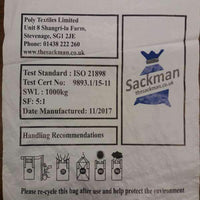 Poly Textiles Limited
Unit 8 Shangri-la Farm,
Stevenage, SG1 2JE
Phone: 01438 222 260
www.thesackman.co.uk
Sackman
thesackman.co.uk
Test Standard : ISO 21898
Test Cert No: 9893.1/15-11
SWL : 1000kg
SF: 5:1
Date Manufactured: 11/2017
Handling Recommendations
Please re-cycle this bag after use and help protect the environment